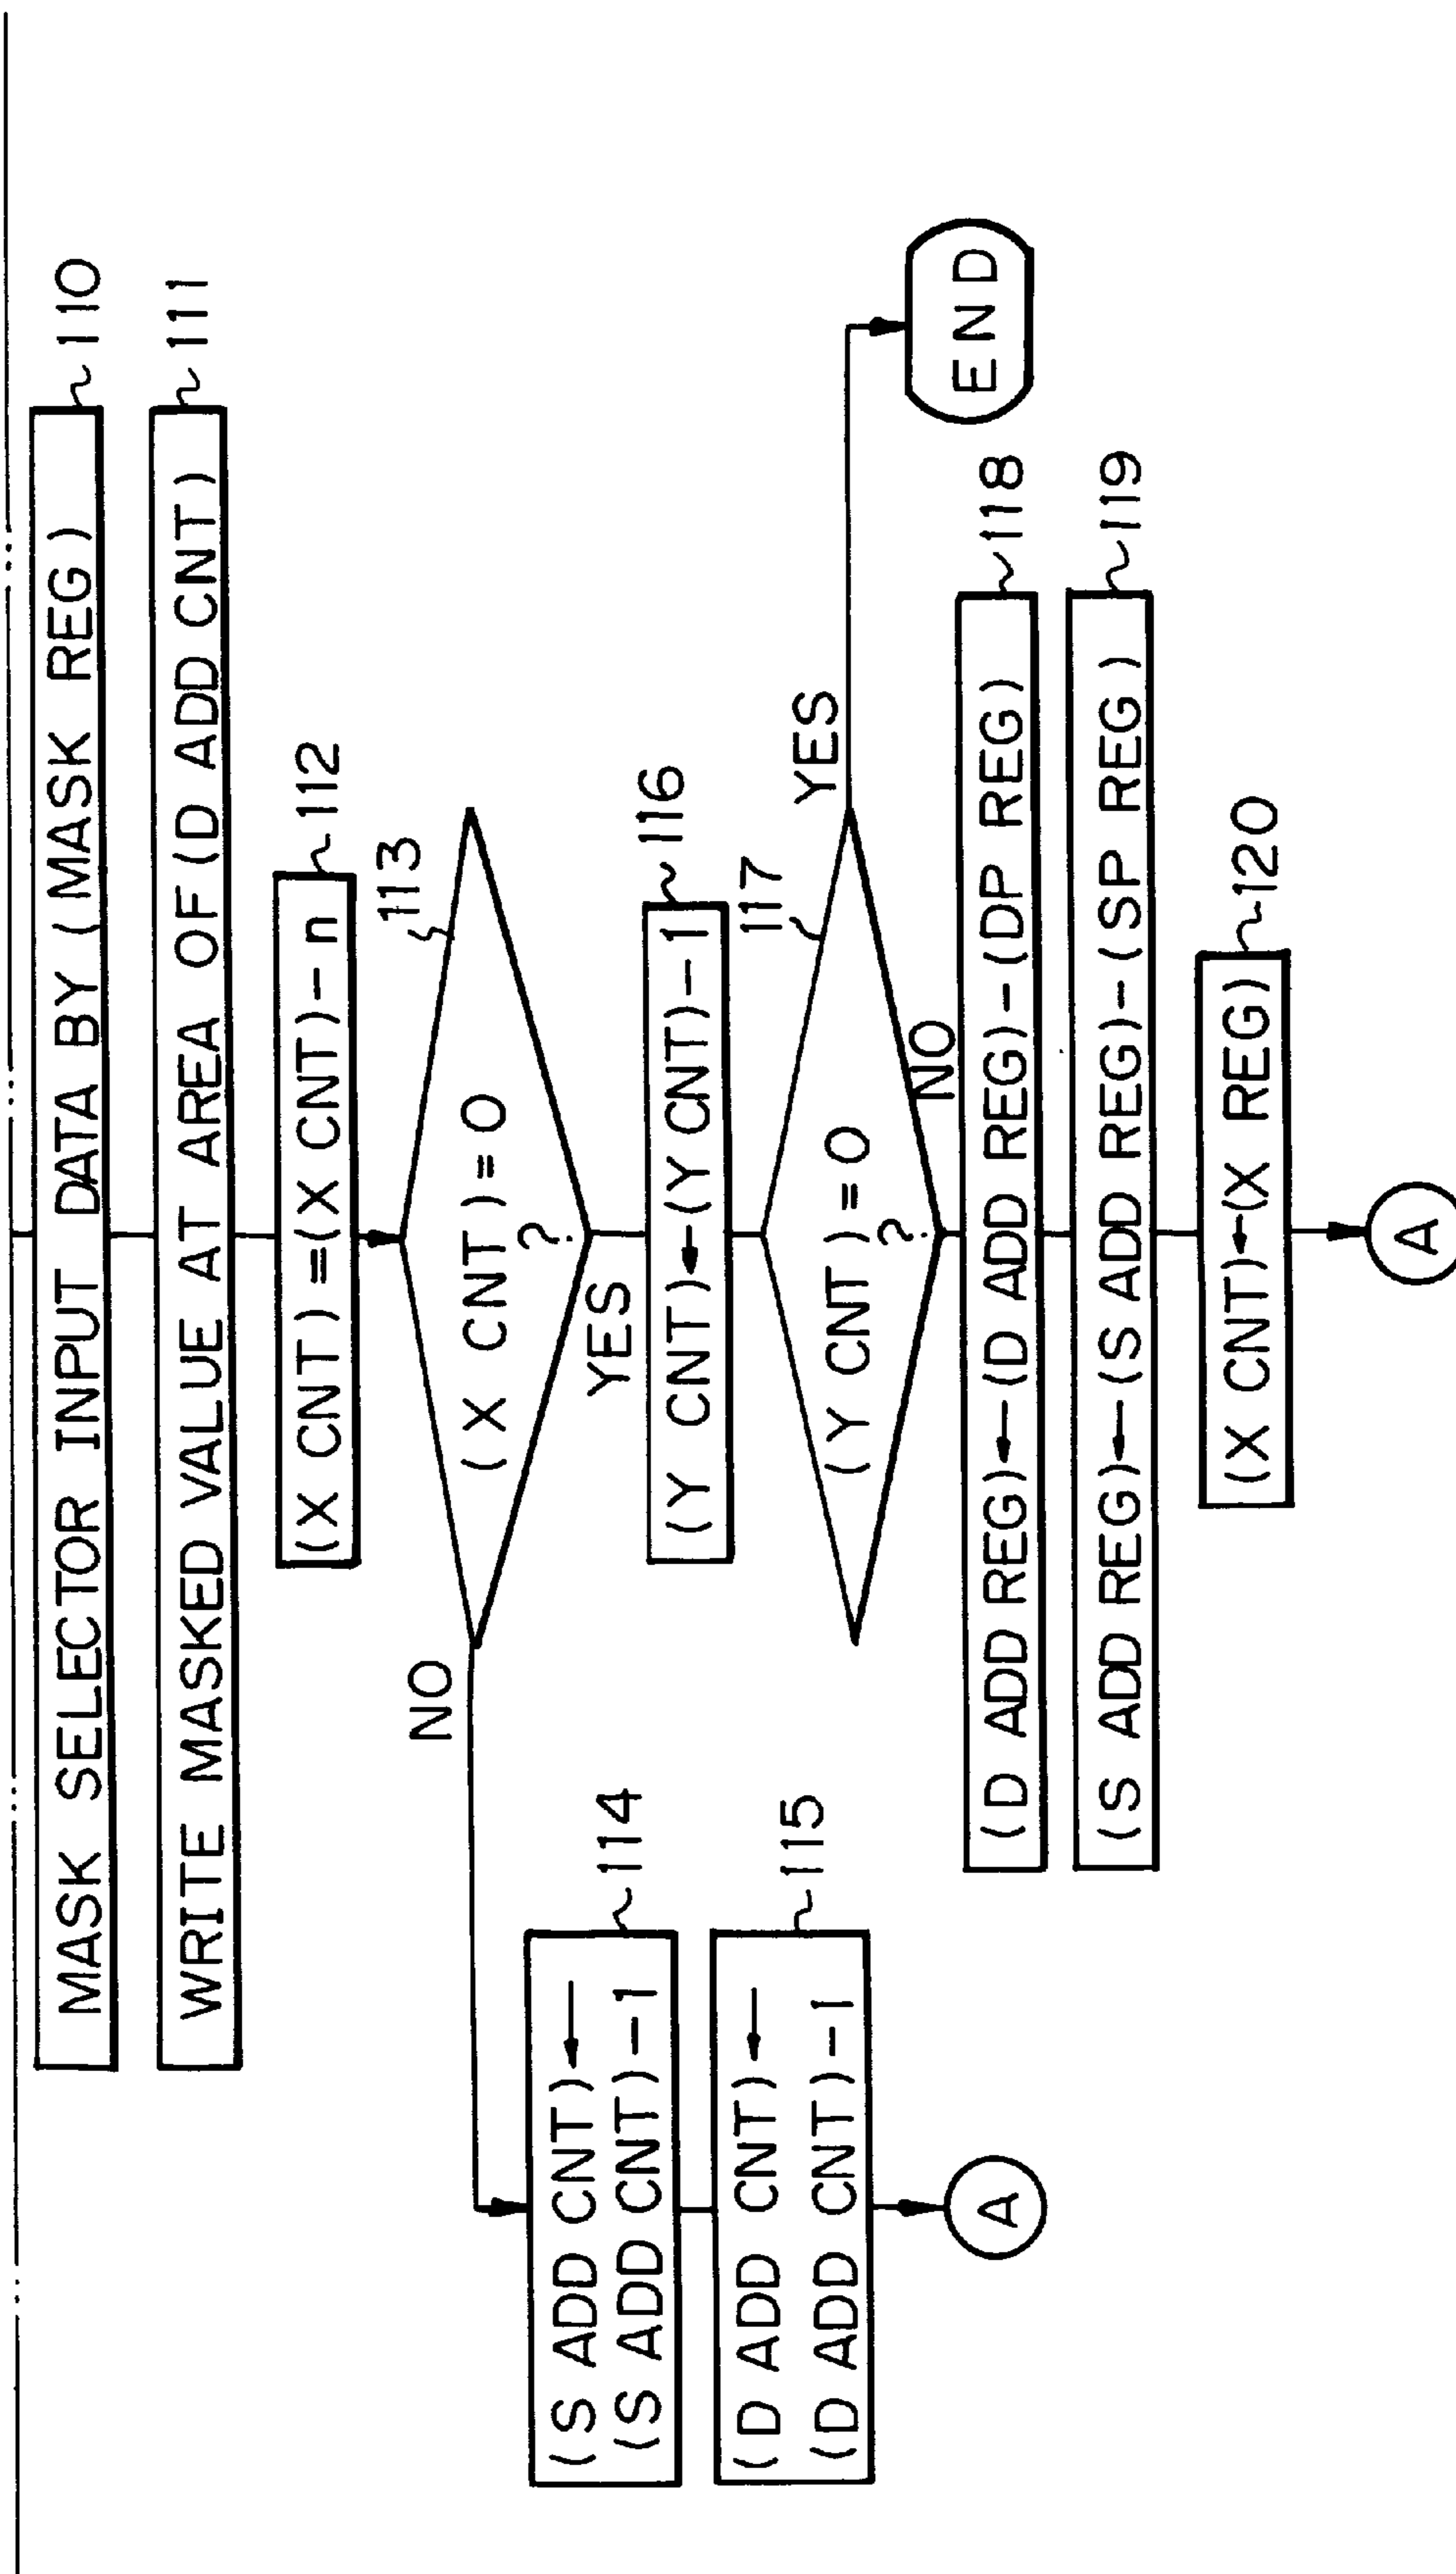 MASK SELECTOR INPUT DATA BY (MASK REG)
110
WRITE MASKED VALUE AT AREA OF (D ADD CNT)
111
(X CNT) = (X CNT) - n
112
113
(X CNT) = 0
?
NO
YES
(S ADD CNT) ←
(S ADD CNT) - 1
114
(D ADD CNT) ←
(D ADD CNT) - 1
115
A
(Y CNT) ← (Y CNT) - 1
116
117
(Y CNT) = 0
?
YES
NO
END
(D ADD REG) ← (D ADD REG) - (DP REG)
118
(S ADD REG) ← (S ADD REG) - (SP REG)
119
(X CNT) ← (X REG)
120
A